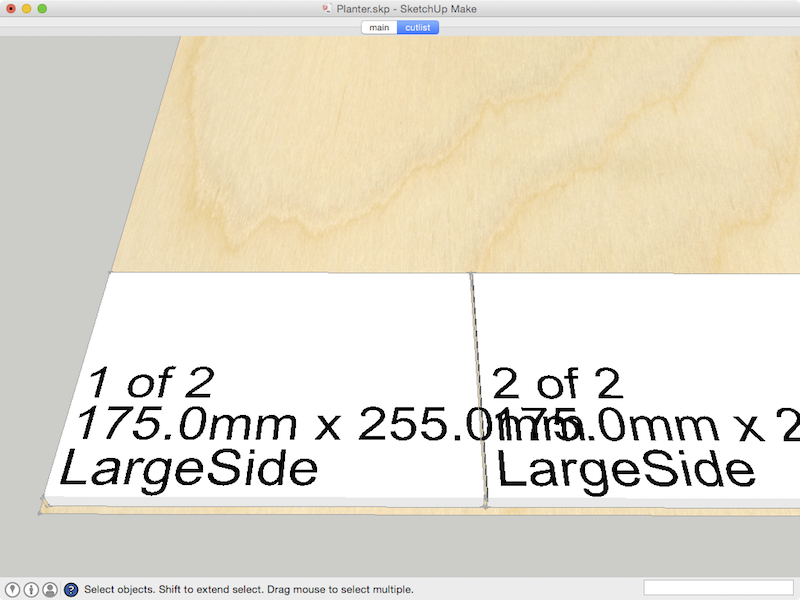 Planter.skp - SketchUp Make
main cutlist
1 of 2
175.0mm x 255.0mm
LargeSide
2 of 2
175.0mm x 2
LargeSide
? Select objects. Shift to extend select. Drag mouse to select multiple.